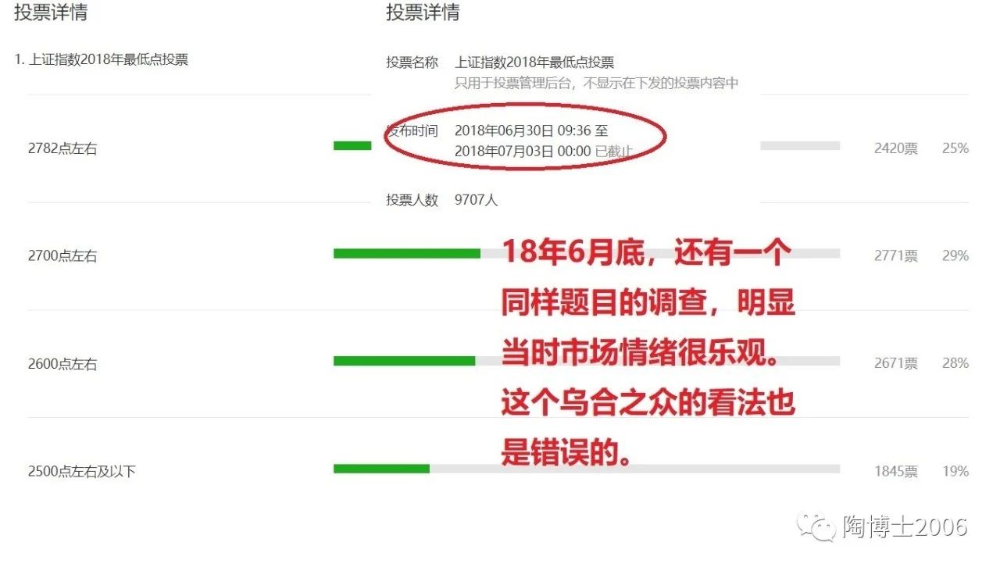 投票详情
投票详情
1. 上证指数2018年最低点投票
投票名称 上证指数2018年最低点投票
只用于投票管理后台，不显示在下发的投票内容中
发布时间 2018年06月30日 09:36 至
2018年07月03日 00:00 已截止
2782点左右 2420票 25%
投票人数 9707人
2700点左右 2771票 29%
18年6月底，还有一个
同样题目的调查，明显
当时市场情绪很乐观。
这个乌合之众的看法也
是错误的。
2600点左右 2671票 28%
2500点左右及以下 1845票 19%
陶博士2006